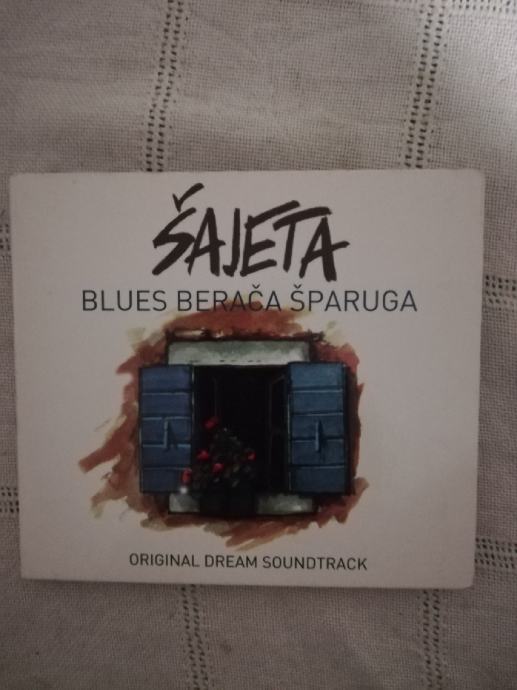 ŠAJETA
BLUES BERAČA ŠPARUGA
ORIGINAL DREAM SOUNDTRACK